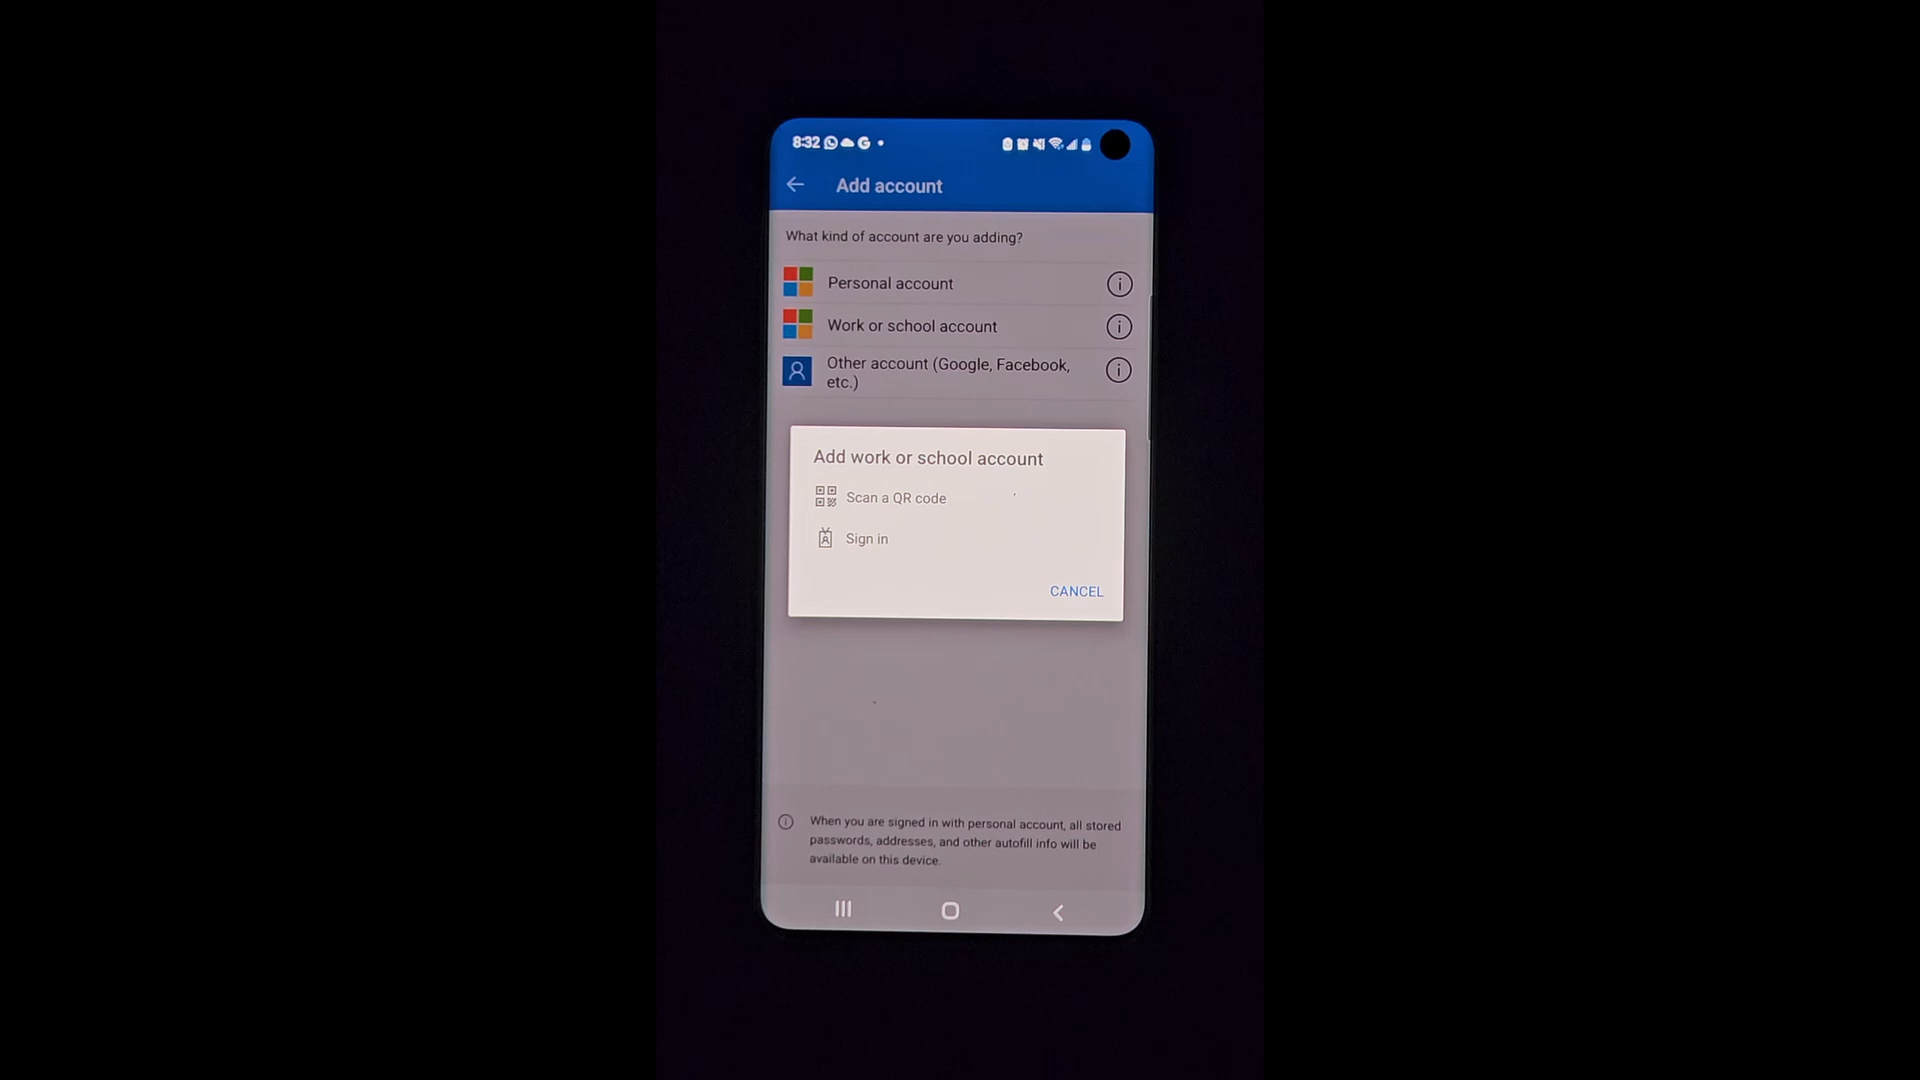 8:32
Add account
What kind of account are you adding?
Personal account
Work or school account
Other account (Google, Facebook,
etc.)
Add work or school account
Scan a QR code
Sign in
CANCEL
When you are signed in with personal account, all stored
passwords, addresses, and other autofill info will be
available on this device.